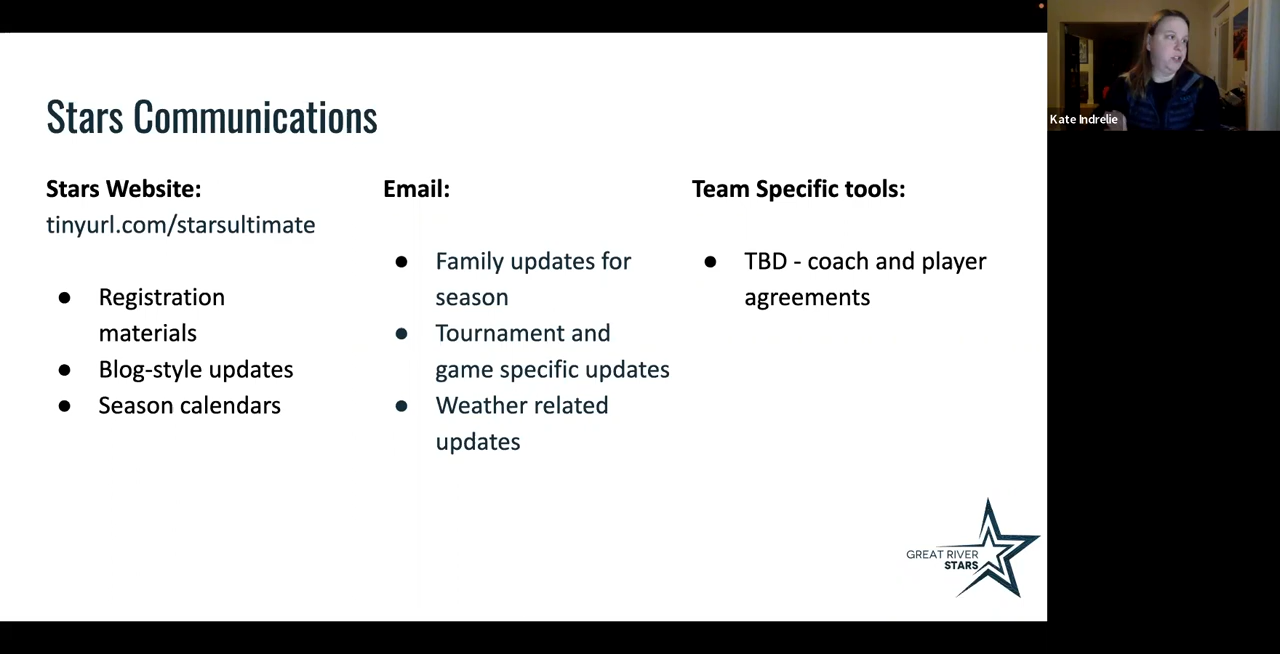 Stars Communications
Stars Website:
tinyurl.com/starsultimate
● Registration
materials
● Blog-style updates
● Season calendars
Email:
● Family updates for
season
● Tournament and
game specific updates
● Weather related
updates
Team Specific tools:
● TBD - coach and player
agreements
GREAT RIVER
STARS
Kate Indrelie